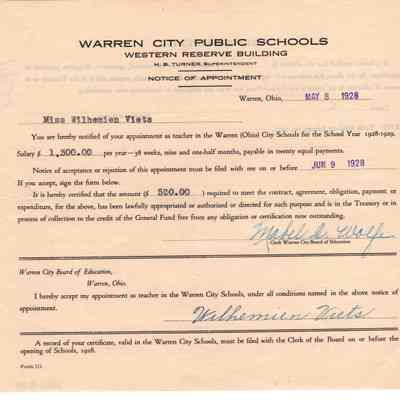 WARREN CITY PUBLIC SCHOOLS
WESTERN RESERVE BUILDING
H. B. TURNER, SUPERINTENDENT
NOTICE OF APPOINTMENT
Warren, Ohio, MAY 8 1928
Miss Wilhemien Viets
You are hereby notified of your appointment as teacher in the Warren (Ohio) City Schools for the School Year 1928-1929.
Salary $ 1,300.00 per year—38 weeks, nine and one-half months, payable in twenty equal payments.
Notice of acceptance or rejection of this appointment must be filed with me on or before JUN 9 1928
If you accept, sign the form below.
It is hereby certified that the amount ($ 520.00 ) required to meet the contract, agreement, obligation, payment or
expenditure, for the above, has been lawfully appropriated or authorized or directed for such purpose and is in the Treasury or in
process of collection to the credit of the General Fund free from any obligation or certification now outstanding.
Mabel A. Wolfe
Clerk Warren City Board of Education
Warren City Board of Education,
Warren, Ohio.
I hereby accept my appointment as teacher in the Warren City Schools, under all conditions named in the above notice of
appointment.
Wilhemien Viets
A record of your certificate, valid in the Warren City Schools, must be filed with the Clerk of the Board on or before the
opening of Schools, 1928.